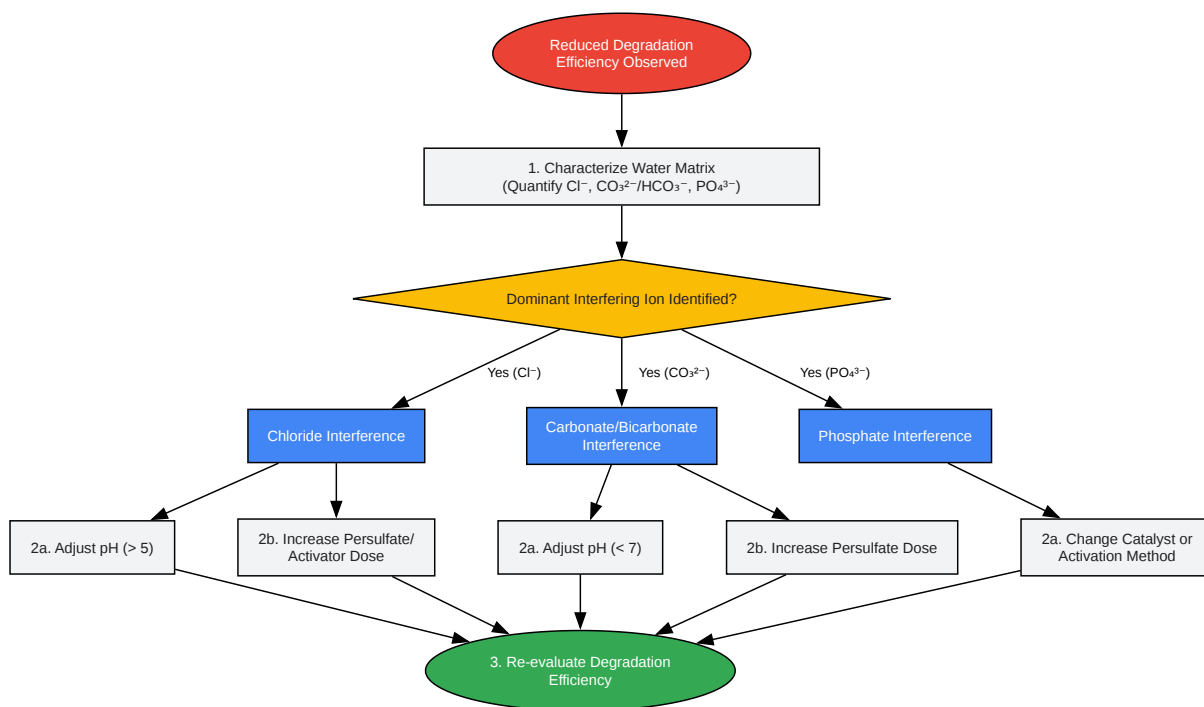 Reduced Degradation
Efficiency Observed
1. Characterize Water Matrix
(Quantify Cl⁻, CO₃²⁻/HCO₃⁻, PO₄³⁻)
Dominant Interfering Ion Identified?
Yes (Cl⁻)
Yes (CO₃²⁻)
Yes (PO₄³⁻)
Chloride Interference
Carbonate/Bicarbonate
Interference
Phosphate Interference
2a. Adjust pH (> 5)
2b. Increase Persulfate/
Activator Dose
2a. Adjust pH (< 7)
2b. Increase Persulfate Dose
2a. Change Catalyst or
Activation Method
3. Re-evaluate Degradation
Efficiency